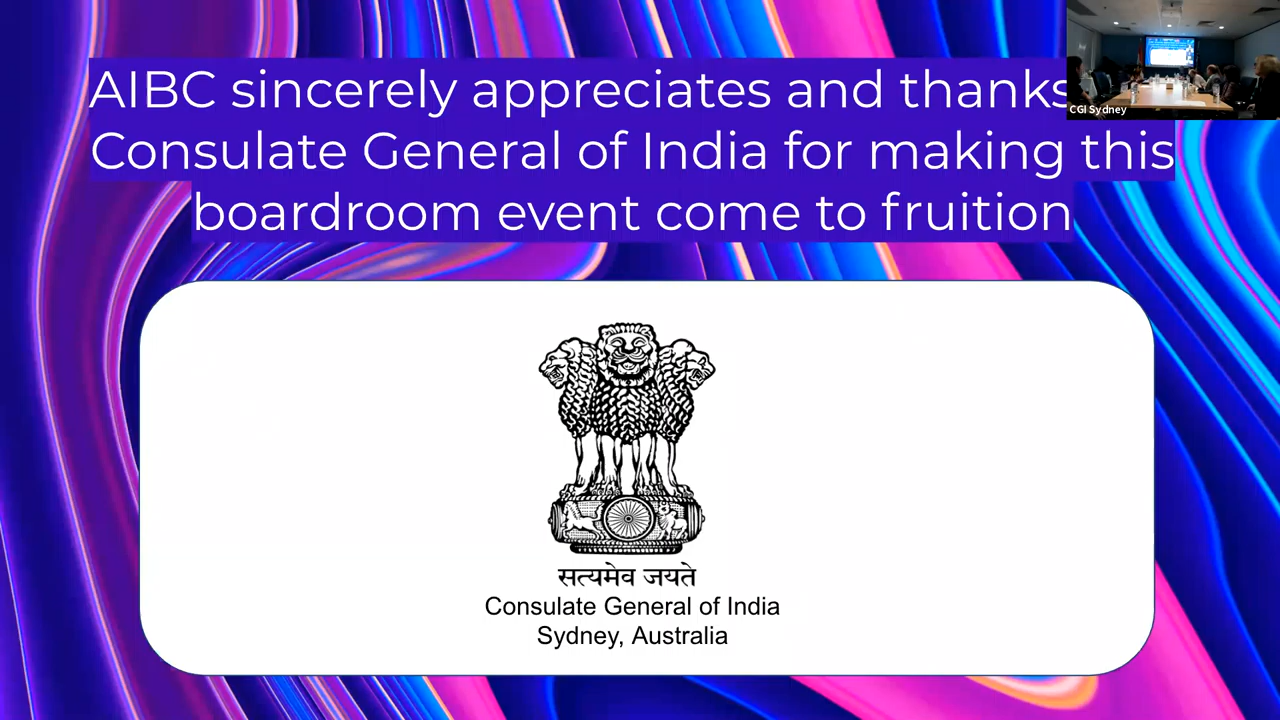 AIBC sincerely appreciates and thanks
Consulate General of India for making this
boardroom event come to fruition
CGI Sydney
सत्यमेव जयते
Consulate General of India
Sydney, Australia